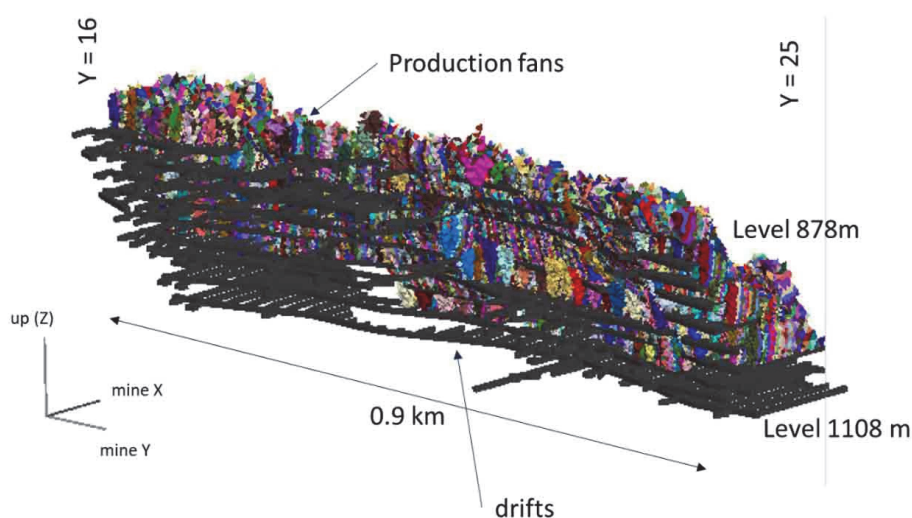 Y = 16
Production fans
Y = 25
Level 878m
up (Z)
mine X
mine Y
0.9 km
Level 1108 m
drifts